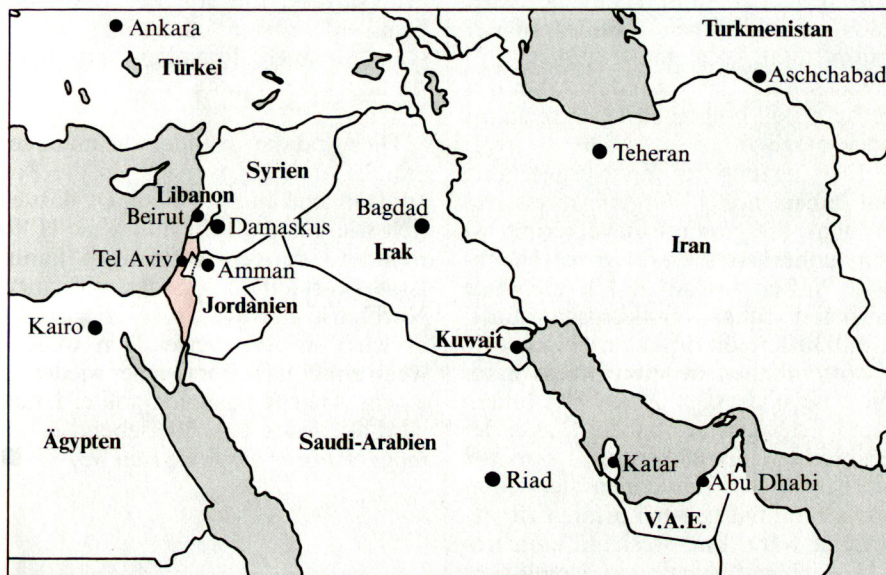 Ankara
Türkei
Turkmenistan
Aschchabad
Teheran
Syrien
Libanon
Beirut
Damaskus
Bagdad
Irak
Iran
Tel Aviv
Amman
Jordanien
Kairo
Kuwait
Ägypten
Saudi-Arabien
Katar
Riad
Abu Dhabi
V.A.E.